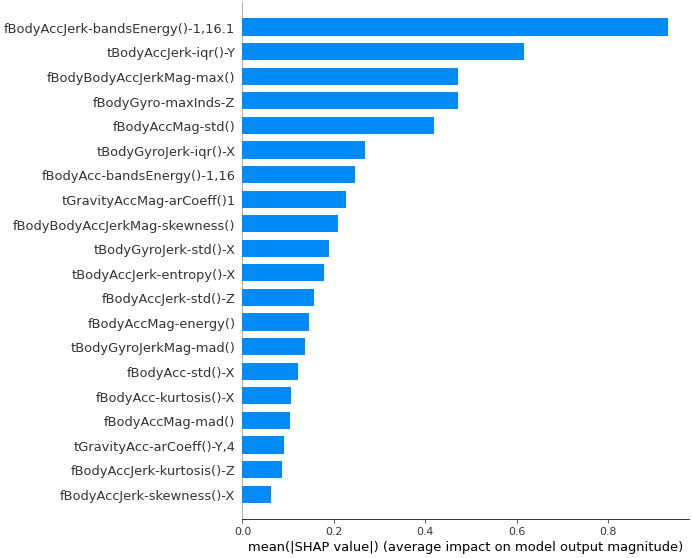 fBodyAccJerk-bandsEnergy()-1,16.1
tBodyAccJerk-iqr()-Y
fBodyBodyAccJerkMag-max()
fBodyGyro-maxInds-Z
fBodyAccMag-std()
tBodyGyroJerk-iqr()-X
fBodyAcc-bandsEnergy()-1,16
tGravityAccMag-arCoeff()1
fBodyBodyAccJerkMag-skewness()
tBodyGyroJerk-std()-X
tBodyAccJerk-entropy()-X
fBodyAccJerk-std()-Z
fBodyAccMag-energy()
tBodyGyroJerkMag-mad()
fBodyAcc-std()-X
fBodyAcc-kurtosis()-X
fBodyAccMag-mad()
tGravityAcc-arCoeff()-Y,4
fBodyAccJerk-kurtosis()-Z
fBodyAccJerk-skewness()-X
0.0 0.2 0.4 0.6 0.8
mean(|SHAP value|) (average impact on model output magnitude)